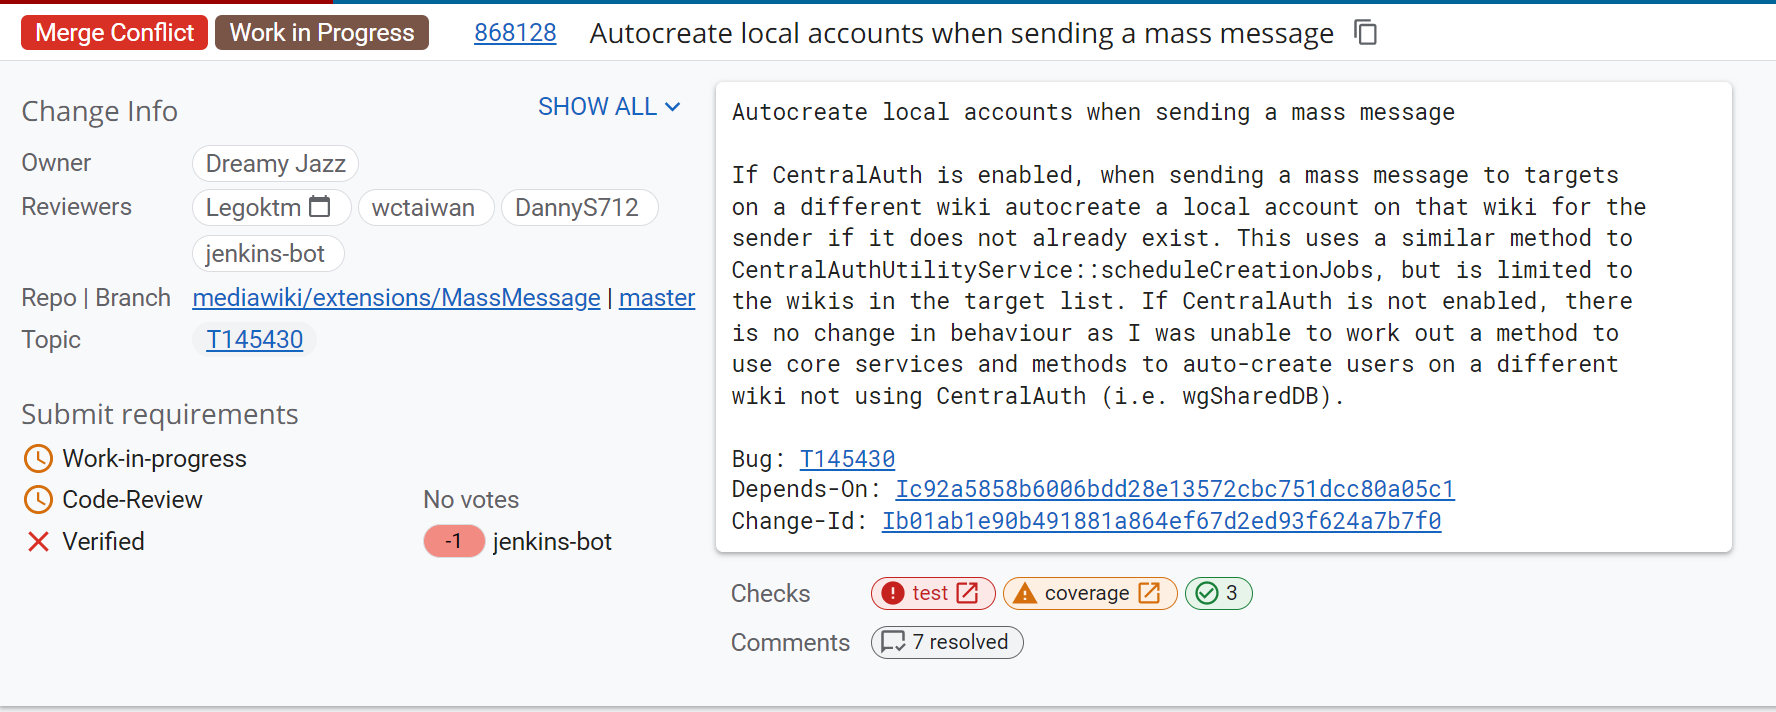 Merge Conflict Work in Progress 868128 Autocreate local accounts when sending a mass message
Change Info SHOW ALL
Owner Dreamy Jazz
Reviewers Legoktm wctaiwan DannyS712
jenkins-bot
Repo | Branch mediawiki/extensions/MassMessage | master
Topic T145430
Submit requirements
Work-in-progress
Code-Review No votes
Verified -1 jenkins-bot
Autocreate local accounts when sending a mass message
If CentralAuth is enabled, when sending a mass message to targets
on a different wiki autocreate a local account on that wiki for the
sender if it does not already exist. This uses a similar method to
CentralAuthUtilityService::scheduleCreationJobs, but is limited to
the wikis in the target list. If CentralAuth is not enabled, there
is no change in behaviour as I was unable to work out a method to
use core services and methods to auto-create users on a different
wiki not using CentralAuth (i.e. wgSharedDB).
Bug: T145430
Depends-On: Ic92a5858b6006bdd28e13572cbc751dcc80a05c1
Change-Id: Ib01ab1e90b491881a864ef67d2ed93f624a7b7f0
Checks test coverage 3
Comments 7 resolved